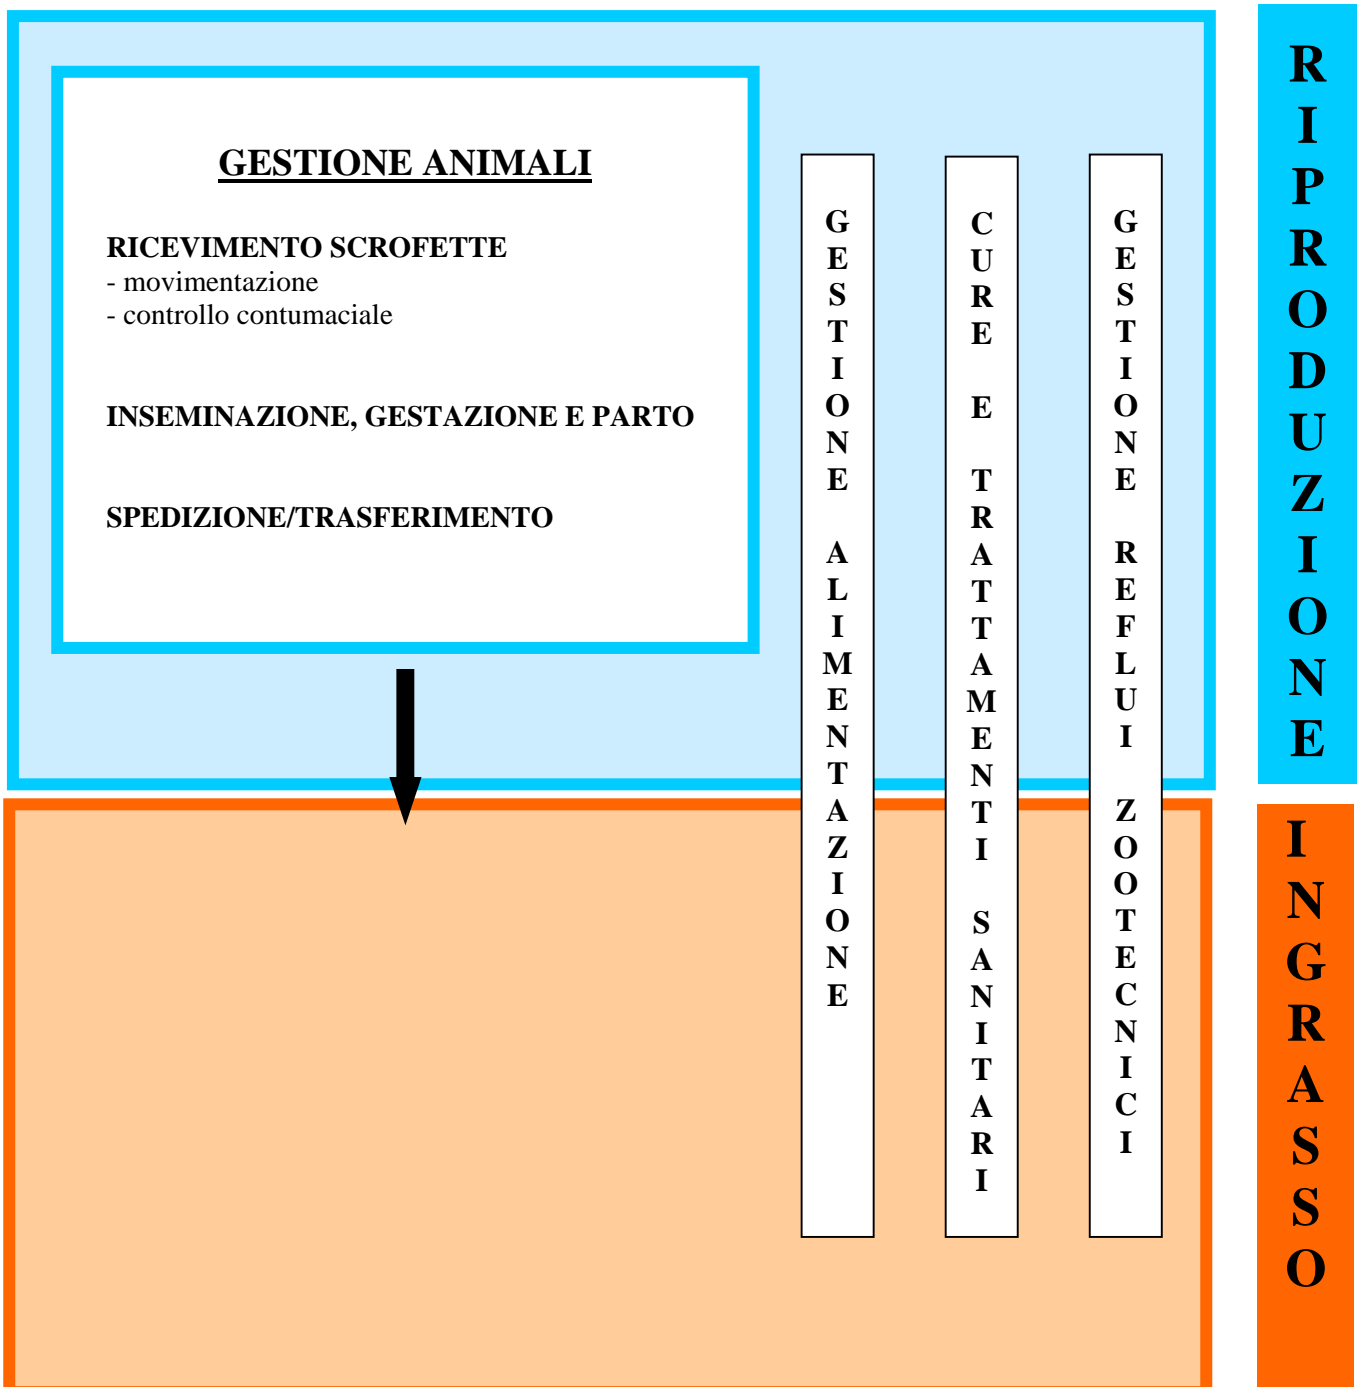 GESTIONE ANIMALI
RICEVIMENTO SCROFETTE
- movimentazione
- controllo contumaciale
INSEMINAZIONE, GESTAZIONE E PARTO
SPEDIZIONE/TRASFERIMENTO
GESTIONE ALIMENTAZIONE
CURE E TRATTAMENTI SANITARI
GESTIONE REFLUI ZOOTECNICI
RIPRODUZIONE
INGRASSO